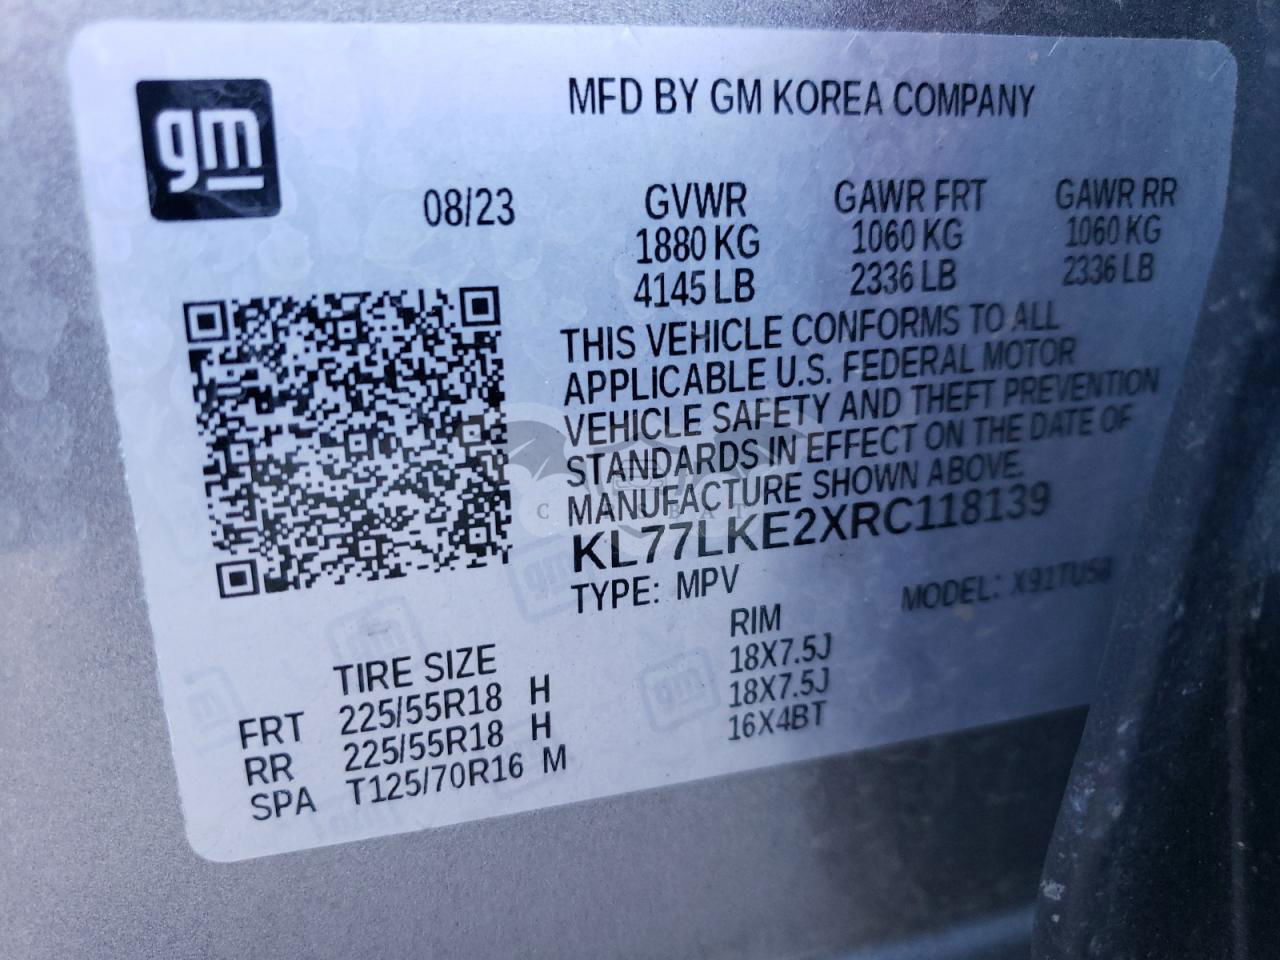 gm
MFD BY GM KOREA COMPANY
08/23
GVWR GAWR FRT GAWR RR
1880 KG 1060 KG 1060 KG
4145 LB 2336 LB 2336 LB
THIS VEHICLE CONFORMS TO ALL
APPLICABLE U.S. FEDERAL MOTOR
VEHICLE SAFETY AND THEFT PREVENTION
STANDARDS IN EFFECT ON THE DATE OF
MANUFACTURE SHOWN ABOVE.
KL77LKE2XRC118139
TYPE: MPV MODEL:
TIRE SIZE RIM
FRT 225/55R18 H 18X7.5J
RR 225/55R18 H 18X7.5J
SPA T125/70R16 M 16X4BT